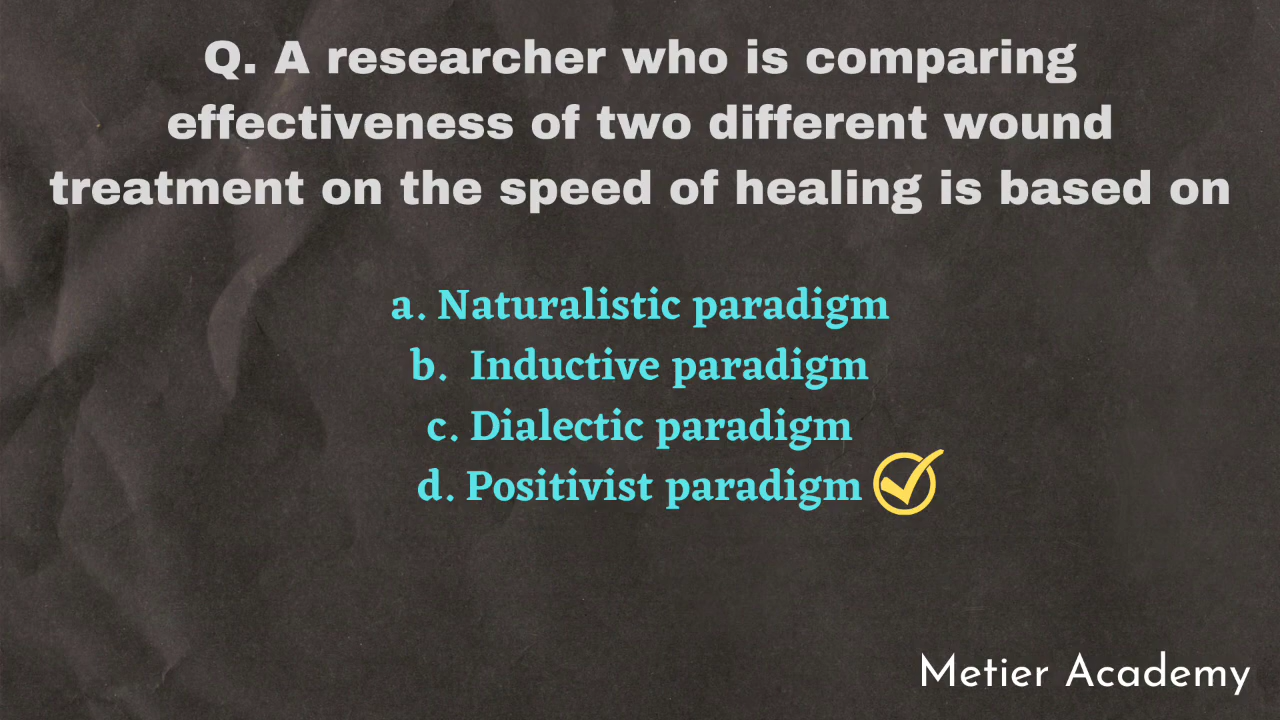 Q. A researcher who is comparing
effectiveness of two different wound
treatment on the speed of healing is based on
a. Naturalistic paradigm
b. Inductive paradigm
c. Dialectic paradigm
d. Positivist paradigm
Metier Academy